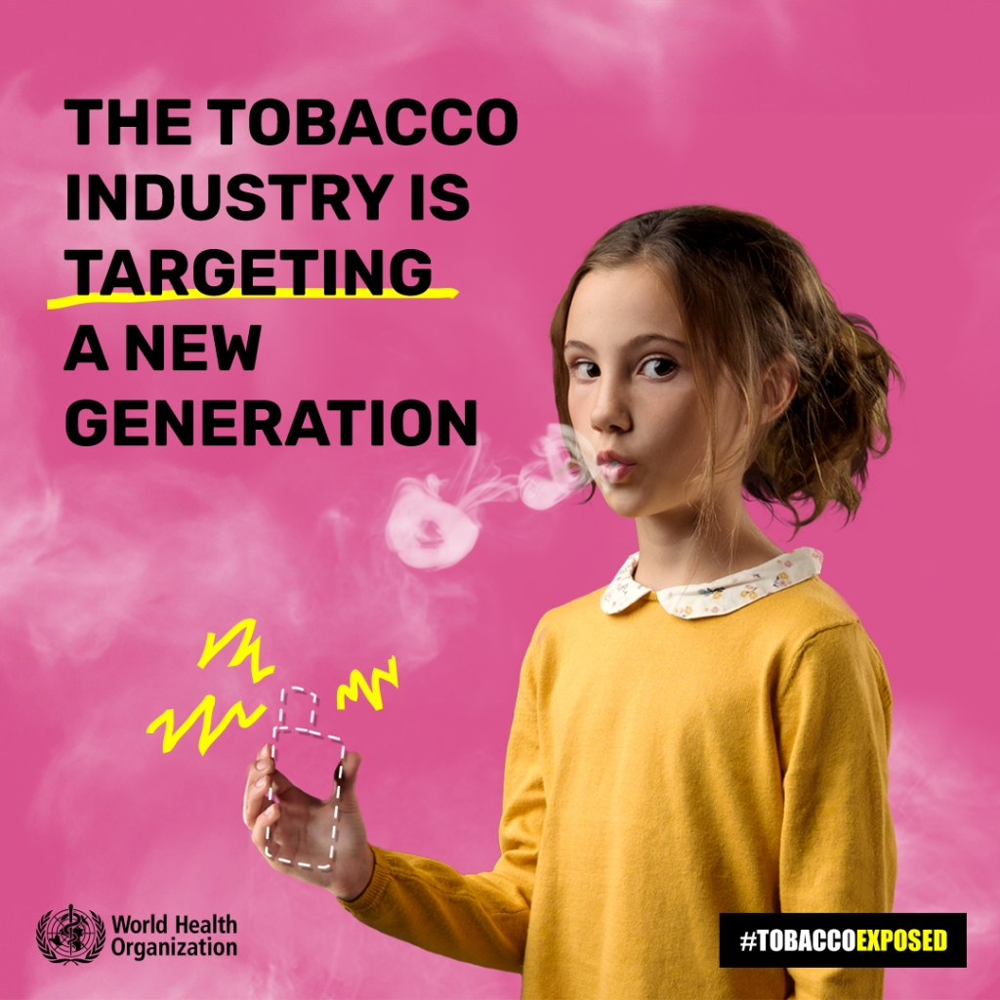 THE TOBACCO
INDUSTRY IS
TARGETING
A NEW
GENERATION
World Health
Organization
#TOBACCOEXPOSED